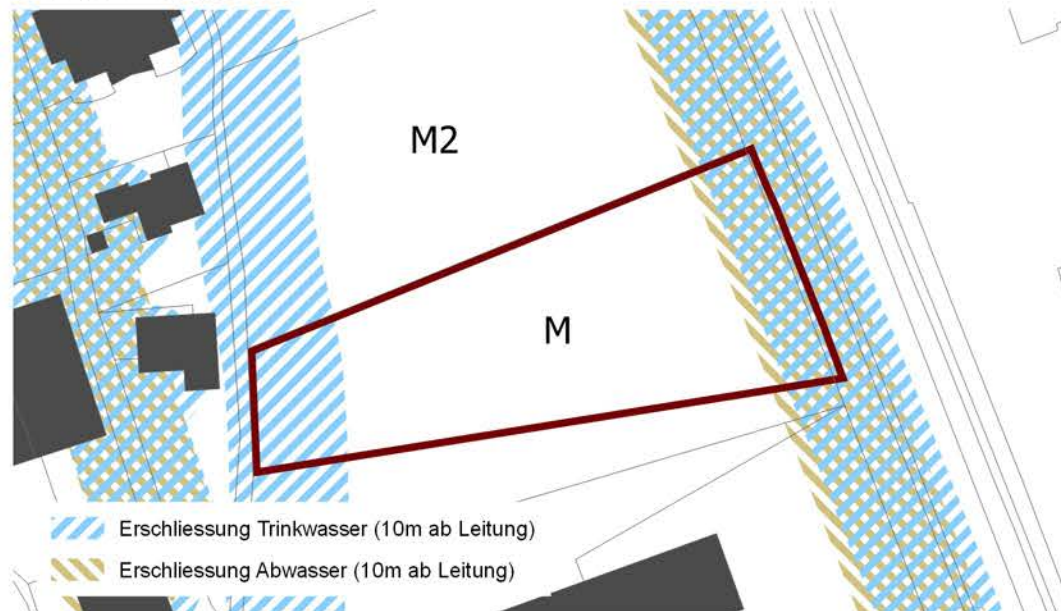 M2
M
Erschliessung Trinkwasser (10m ab Leitung)
Erschliessung Abwasser (10m ab Leitung)